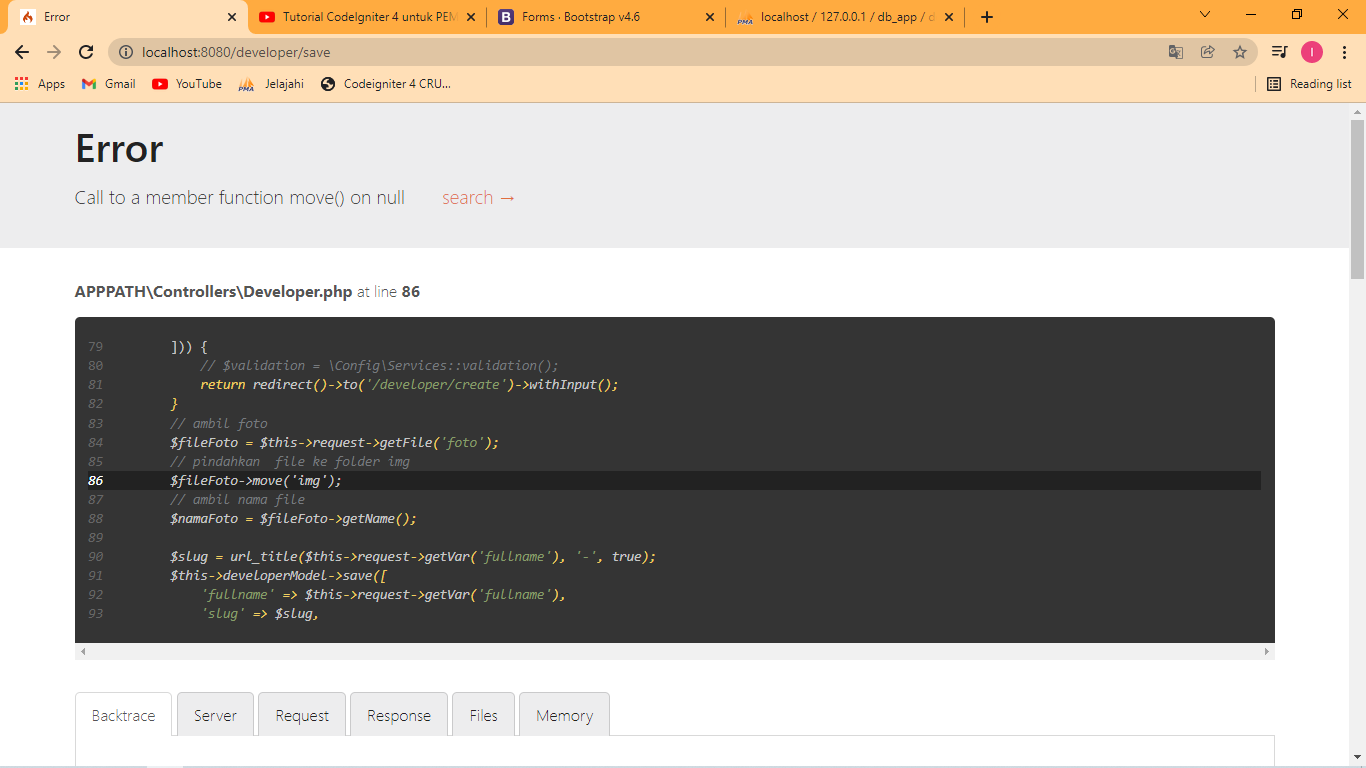 Error
Tutorial CodeIgniter 4 untuk PEM
Forms · Bootstrap v4.6
PMA
localhost / 127.0.0.1 / db_app / d
localhost:8080/developer/save
I
Apps
Gmail
YouTube
PMA
Jelajahi
Codeigniter 4 CRU...
Reading list
Error
Call to a member function move() on null search →
APPPATH\Controllers\Developer.php at line 86
79 ])) {
80 // $validation = \Config\Services::validation();
81 return redirect()->to('/developer/create')->withInput();
82 }
83 // ambil foto
84 $fileFoto = $this->request->getFile('foto');
85 // pindahkan  file ke folder img
86 $fileFoto->move('img');
87 // ambil nama file
88 $namaFoto = $fileFoto->getName();
89
90 $slug = url_title($this->request->getVar('fullname'), '-', true);
91 $this->developerModel->save([
92 'fullname' => $this->request->getVar('fullname'),
93 'slug' => $slug,
Backtrace
Server
Request
Response
Files
Memory